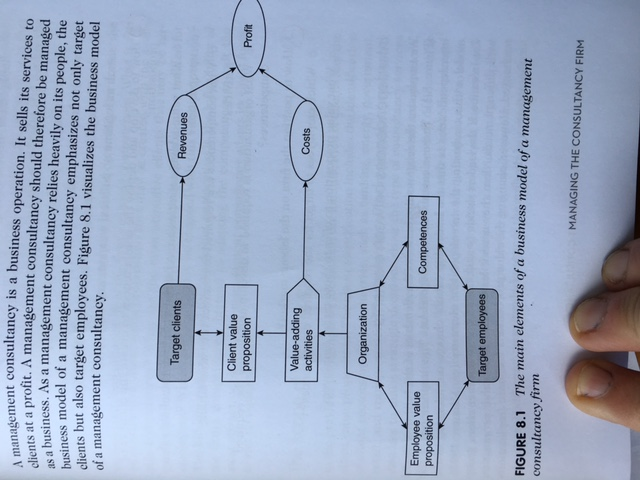 A management consultancy is a business operation. It sells its services to
clients at a profit. A management consultancy should therefore be managed
as a business. As a management consultancy relies heavily on its people, the
business model of a management consultancy emphasizes not only target
clients but also target employees. Figure 8.1 visualizes the business model
of a management consultancy.
Target clients
Revenues
Profit
Client value
proposition
Value-adding
activities
Costs
Organization
Employee value
proposition
Competences
Target employees
FIGURE 8.1 The main elements of a business model of a management
consultancy firm
MANAGING THE CONSULTANCY FIRM